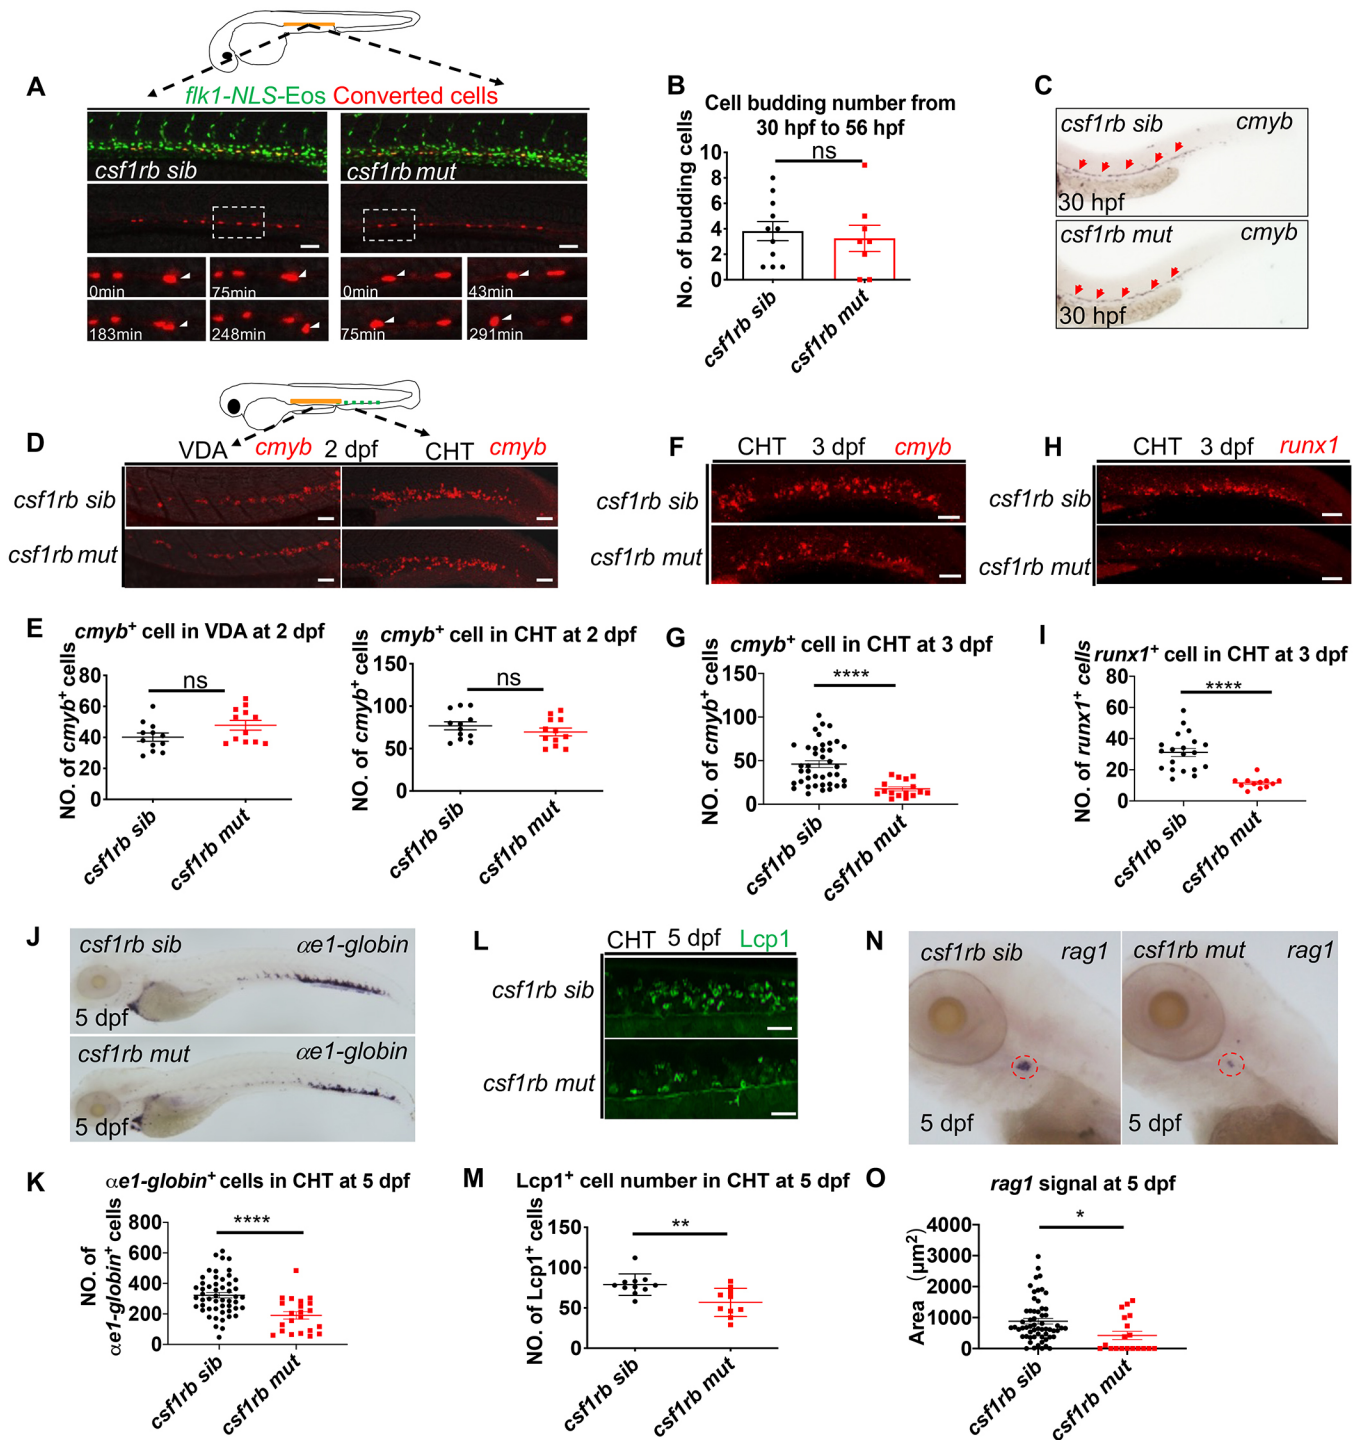 A
flk1-NLS-Eos Converted cells
csf1rb sib
csf1rb mut
0min
75min
0min
43min
183min
248min
75min
291min
B
Cell budding number from
30 hpf to 56 hpf
ns
No. of budding cells
10
8
6
4
2
0
csf1rb sib
csf1rb mut
C
csf1rb sib
cmyb
30 hpf
csf1rb mut
cmyb
30 hpf
D
VDA cmyb 2 dpf CHT cmyb
csf1rb sib
csf1rb mut
F
CHT 3 dpf cmyb
csf1rb sib
csf1rb mut
H
CHT 3 dpf runx1
csf1rb sib
csf1rb mut
E
cmyb+ cell in VDA at 2 dpf
ns
NO. of cmyb+ cells
80
60
40
20
0
csf1rb sib
csf1rb mut
cmyb+ cell in CHT at 2 dpf
ns
NO. of cmyb+ cells
150
100
50
0
csf1rb sib
csf1rb mut
G
cmyb+ cell in CHT at 3 dpf
****
NO. of cmyb+ cells
150
100
50
0
csf1rb sib
csf1rb mut
I
runx1+ cell in CHT at 3 dpf
****
NO. of runx1+ cells
80
60
40
20
0
csf1rb sib
csf1rb mut
J
csf1rb sib
αe1-globin
5 dpf
csf1rb mut
αe1-globin
5 dpf
L
CHT 5 dpf Lcp1
csf1rb sib
csf1rb mut
N
csf1rb sib
rag1
5 dpf
csf1rb mut
rag1
5 dpf
K
αe1-globin+ cells in CHT at 5 dpf
****
NO. of
αe1-globin+ cells
800
600
400
200
0
csf1rb sib
csf1rb mut
M
Lcp1+ cell number in CHT at 5 dpf
**
NO. of Lcp1+ cells
150
100
50
0
csf1rb sib
csf1rb mut
O
rag1 signal at 5 dpf
*
Area (μm2)
4000
3000
2000
1000
0
csf1rb sib
csf1rb mut